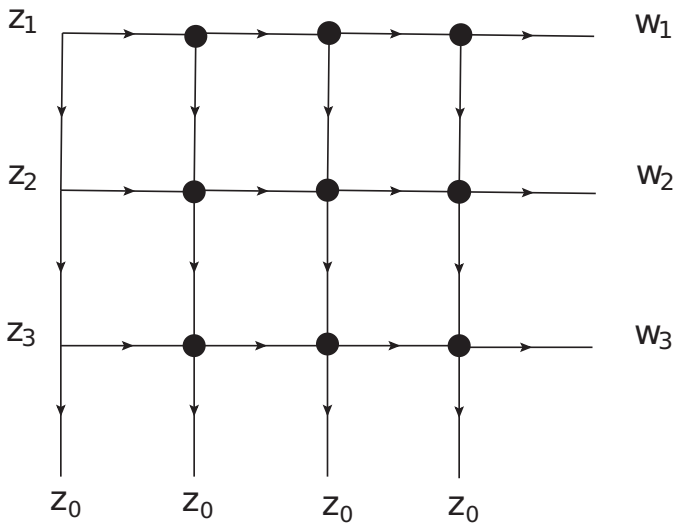 z₁ w₁
z₂ w₂
z₃ w₃
z₀ z₀ z₀ z₀